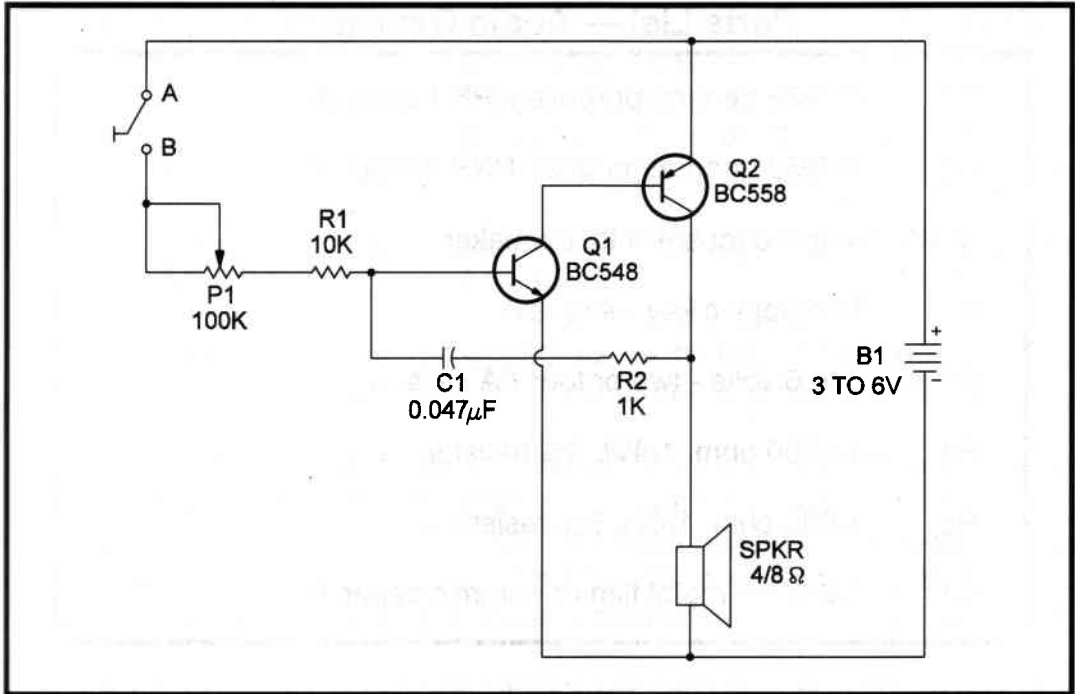 A
B
P1
100K
R1
10K
Q1
BC548
Q2
BC558
C1
0.047μF
R2
1K
B1
3 TO 6V
+
−
SPKR
4/8 Ω